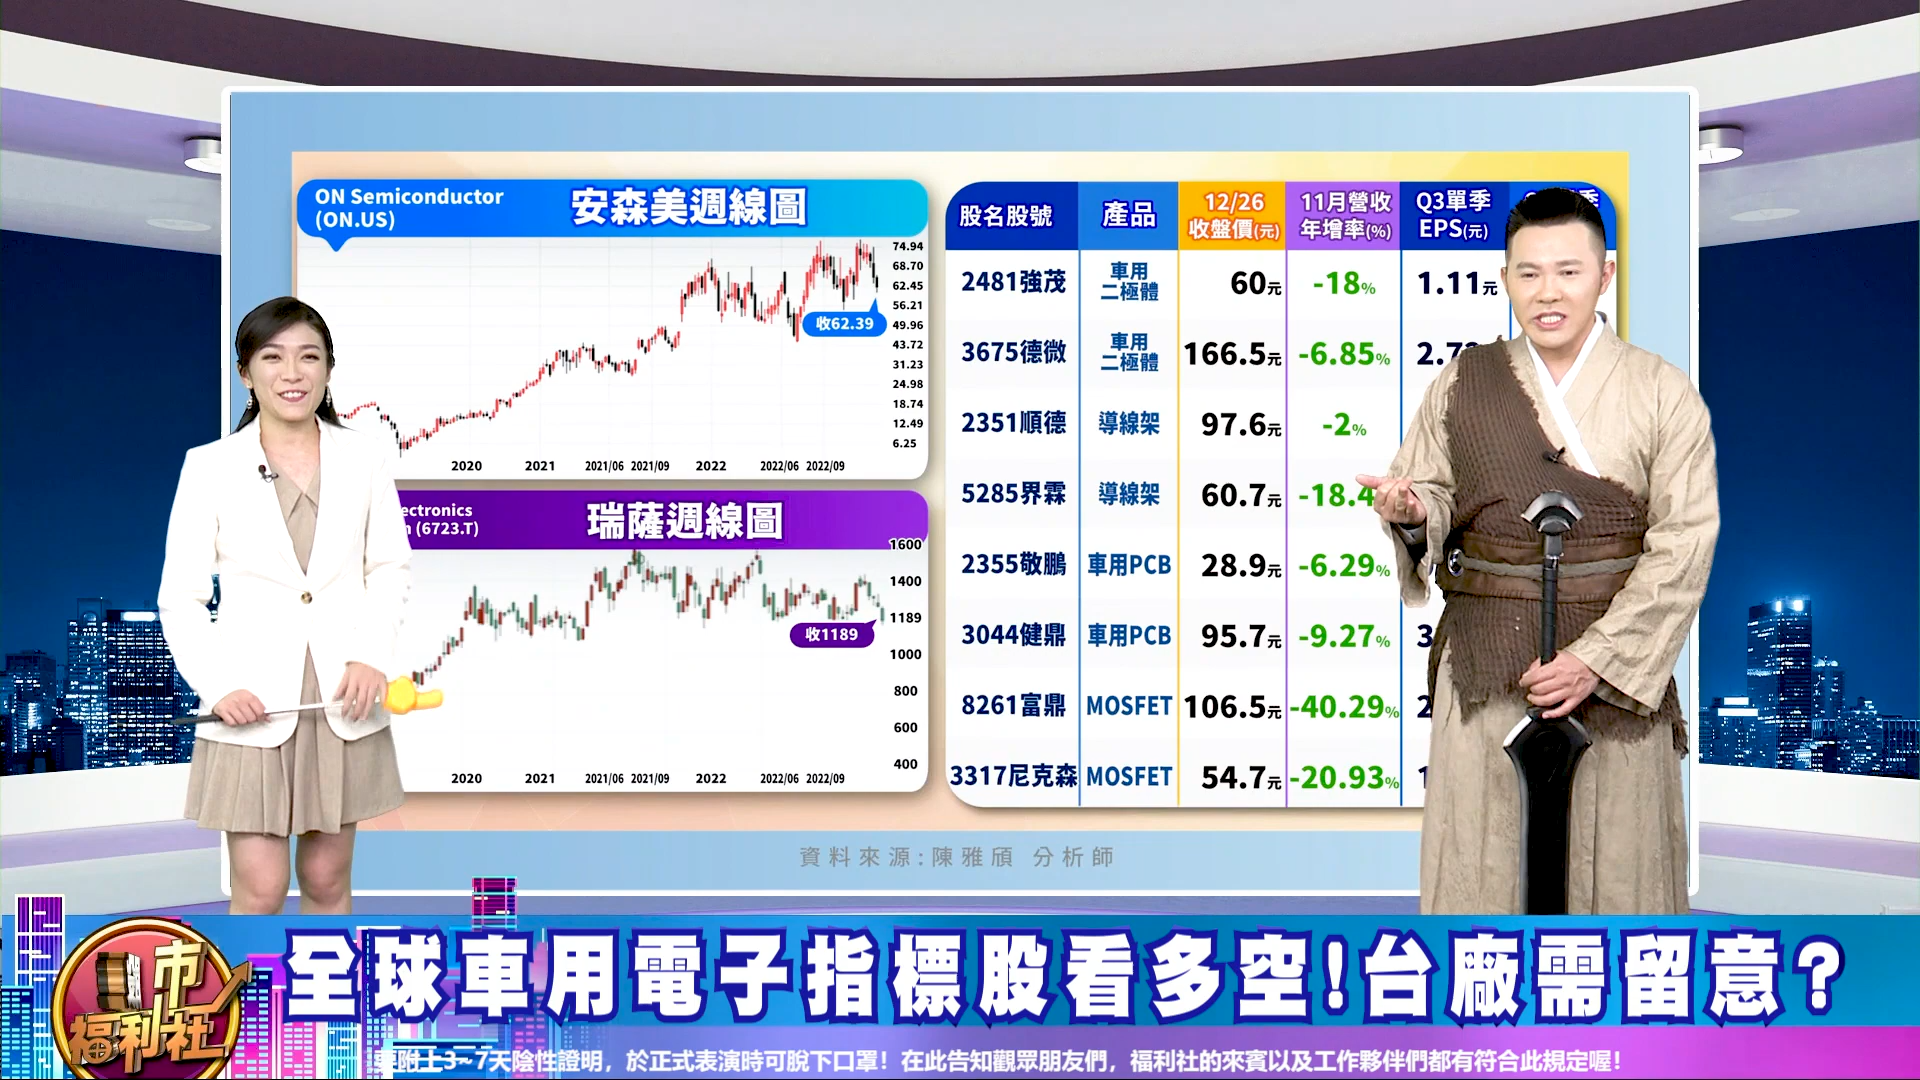 ON Semiconductor
(ON.US)
安森美週線圖
74.94
68.70
62.45
56.21
49.96
43.72
31.23
24.98
18.74
12.49
6.25
收62.39
2020 2021 2021/06 2021/09 2022 2022/06 2022/09
ectronics
(6723.T)
瑞薩週線圖
1600
1400
1189
1000
800
600
400
收1189
2020 2021 2021/06 2021/09 2022 2022/06 2022/09
股名股號 產品 12/26 收盤價(元) 11月營收 年增率(%) Q3單季 EPS(元)
2481強茂 車用二極體 60元 -18% 1.11元
3675德微 車用二極體 166.5元 -6.85% 2.7
2351順德 導線架 97.6元 -2%
5285界霖 導線架 60.7元 -18.4
2355敬鵬 車用PCB 28.9元 -6.29%
3044健鼎 車用PCB 95.7元 -9.27% 3
8261富鼎 MOSFET 106.5元 -40.29% 2
3317尼克森 MOSFET 54.7元 -20.93% 1
資料來源:陳雅頎 分析師
市
福利社
全球車用電子指標股看多空!台廠需留意?
要附上3~7天陰性證明，於正式表演時可脫下口罩！在此告知觀眾朋友們，福利社的來賓以及工作夥伴們都有符合此規定喔！